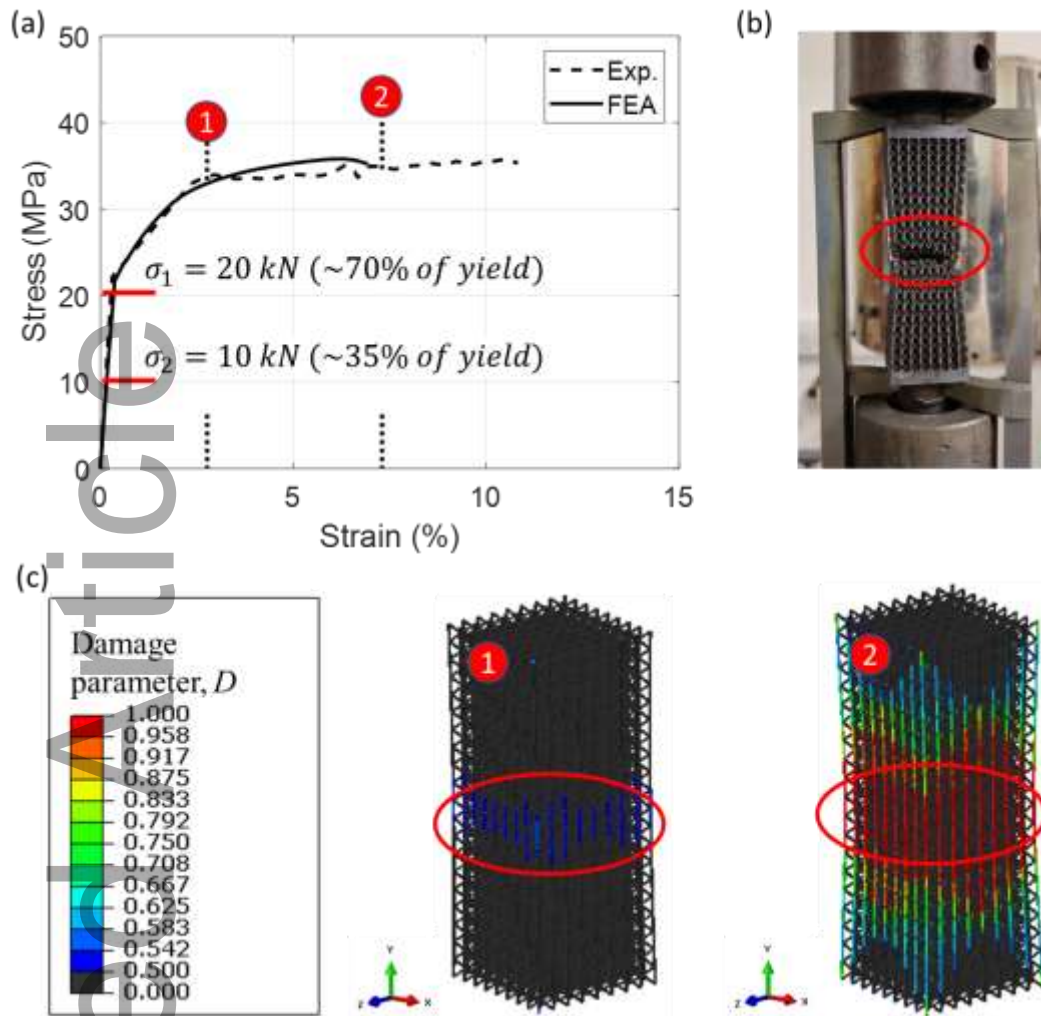 (a)
50
40
30
20
10
0
Stress (MPa)
0
5
10
15
Strain (%)
Exp.
FEA
1
2
σ₁ = 20 kN (~70% of yield)
σ₂ = 10 kN (~35% of yield)
(b)
(c)
Damage
parameter, D
1.000
0.958
0.917
0.875
0.833
0.792
0.750
0.708
0.667
0.625
0.583
0.542
0.500
0.000
1
Y
Z
X
2
Y
Z
X
Article